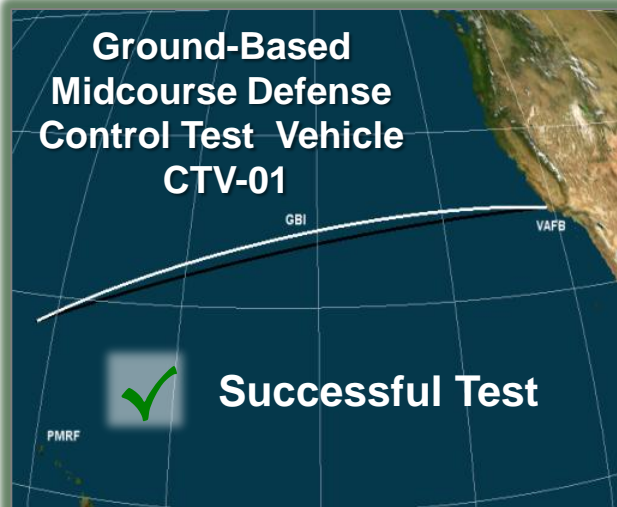 Ground-Based
Midcourse Defense
Control Test Vehicle
CTV-01
GBI
VAFB
Successful Test
PMRF